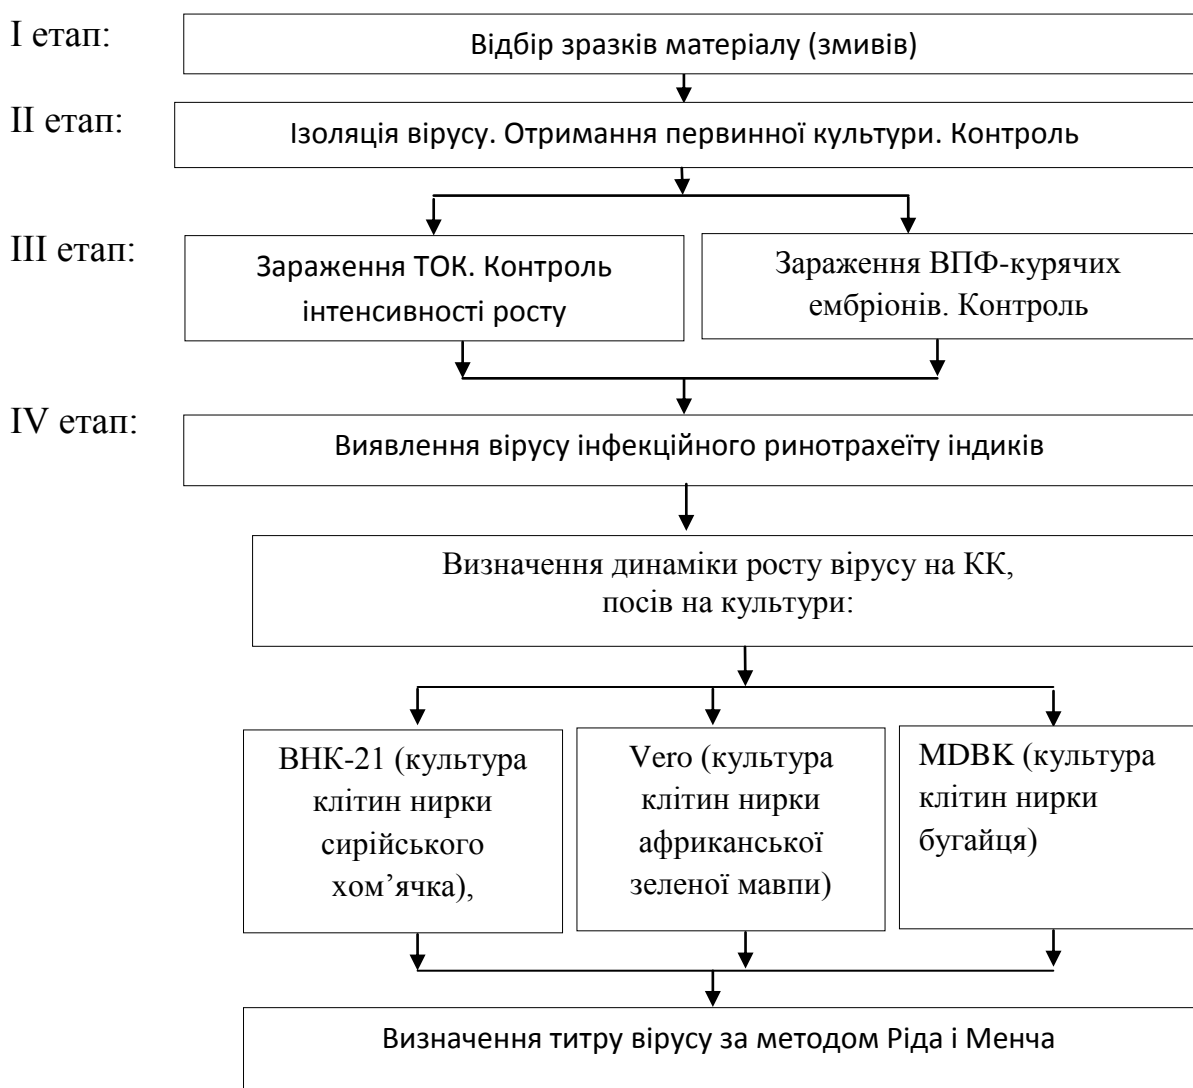 I етап:
Відбір зразків матеріалу (змивів)
II етап:
Ізоляція вірусу. Отримання первинної культури. Контроль
III етап:
Зараження ТОК. Контроль
інтенсивності росту
Зараження ВПФ-курячих
ембріонів. Контроль
IV етап:
Виявлення вірусу інфекційного ринотрахеїту індиків
Визначення динаміки росту вірусу на КК,
посів на культури:
ВНК-21 (культура
клітин нирки
сирійського
хом’ячка),
Vero (культура
клітин нирки
африканської
зеленої мавпи)
MDBK (культура
клітин нирки
бугайця)
Визначення титру вірусу за методом Ріда і Менча